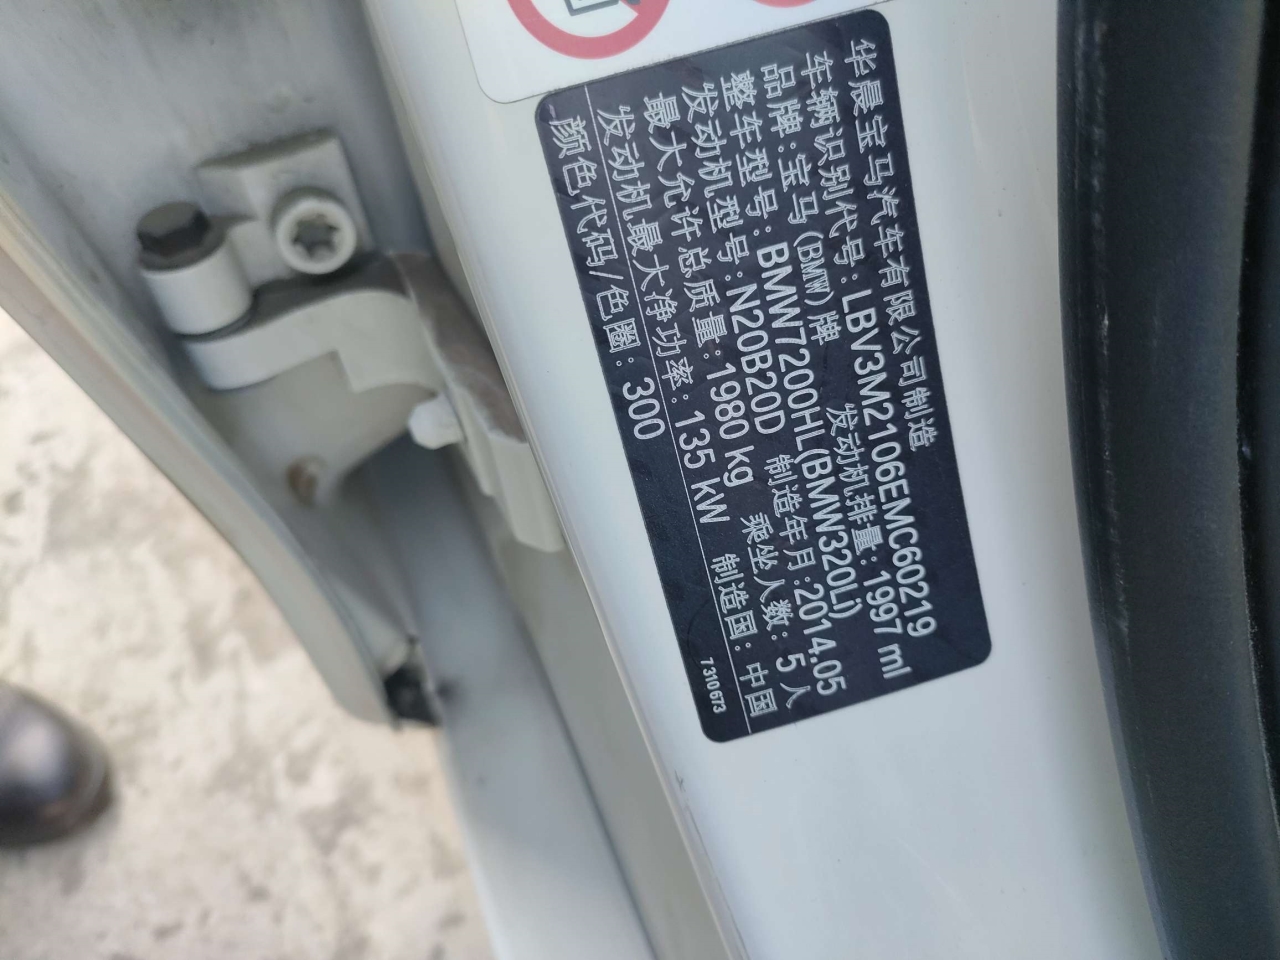 华晨宝马汽车有限公司制造
车辆识别代号:LBV3M2106EMC60219
品牌:宝马(BMW)牌 发动机排量:1997 ml
整车型号:BMW7200HL(BMW320Li)
发动机型号:N20B20D 制造年月:2014.05
最大允许总质量:1980 kg 乘坐人数:5人
发动机最大净功率:135 kW 制造国:中国
颜色代码/色圈:300 7310673